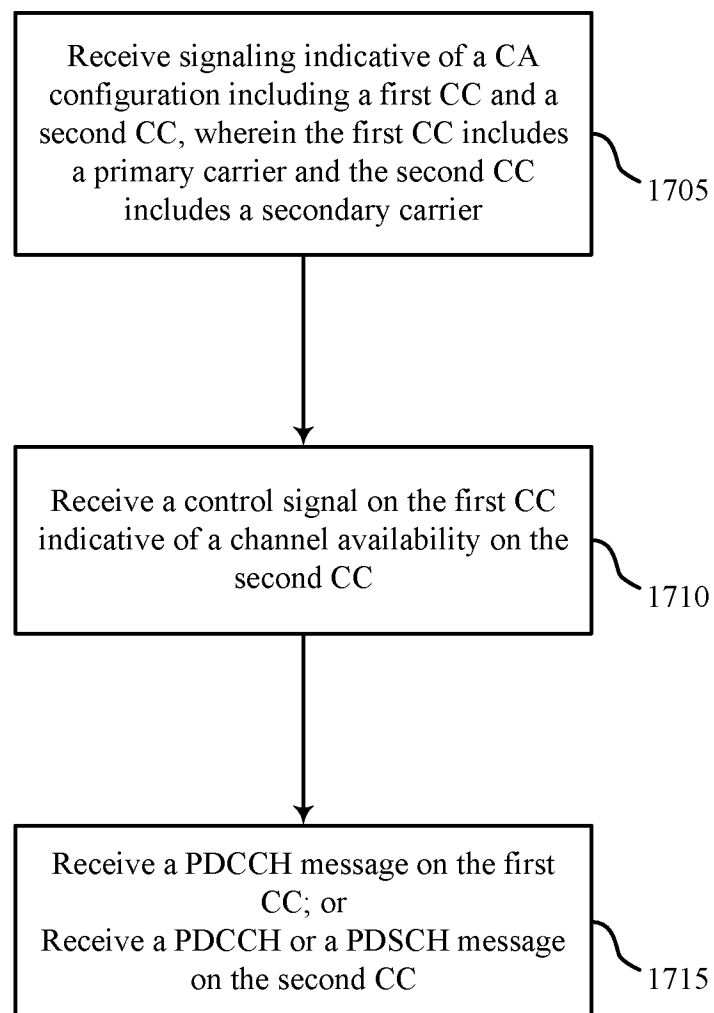 Receive signaling indicative of a CA
configuration including a first CC and a
second CC, wherein the first CC includes
a primary carrier and the second CC
includes a secondary carrier
1705
Receive a control signal on the first CC
indicative of a channel availability on the
second CC
1710
Receive a PDCCH message on the first
CC; or
Receive a PDCCH or a PDSCH message
on the second CC
1715